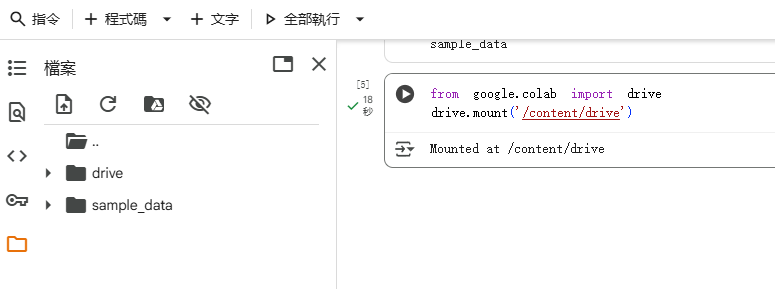 指令 + 程式碼 + 文字 全部執行
檔案
..
drive
sample_data
sample_data
[5]
18
秒
from google.colab import drive
drive.mount('/content/drive')
Mounted at /content/drive